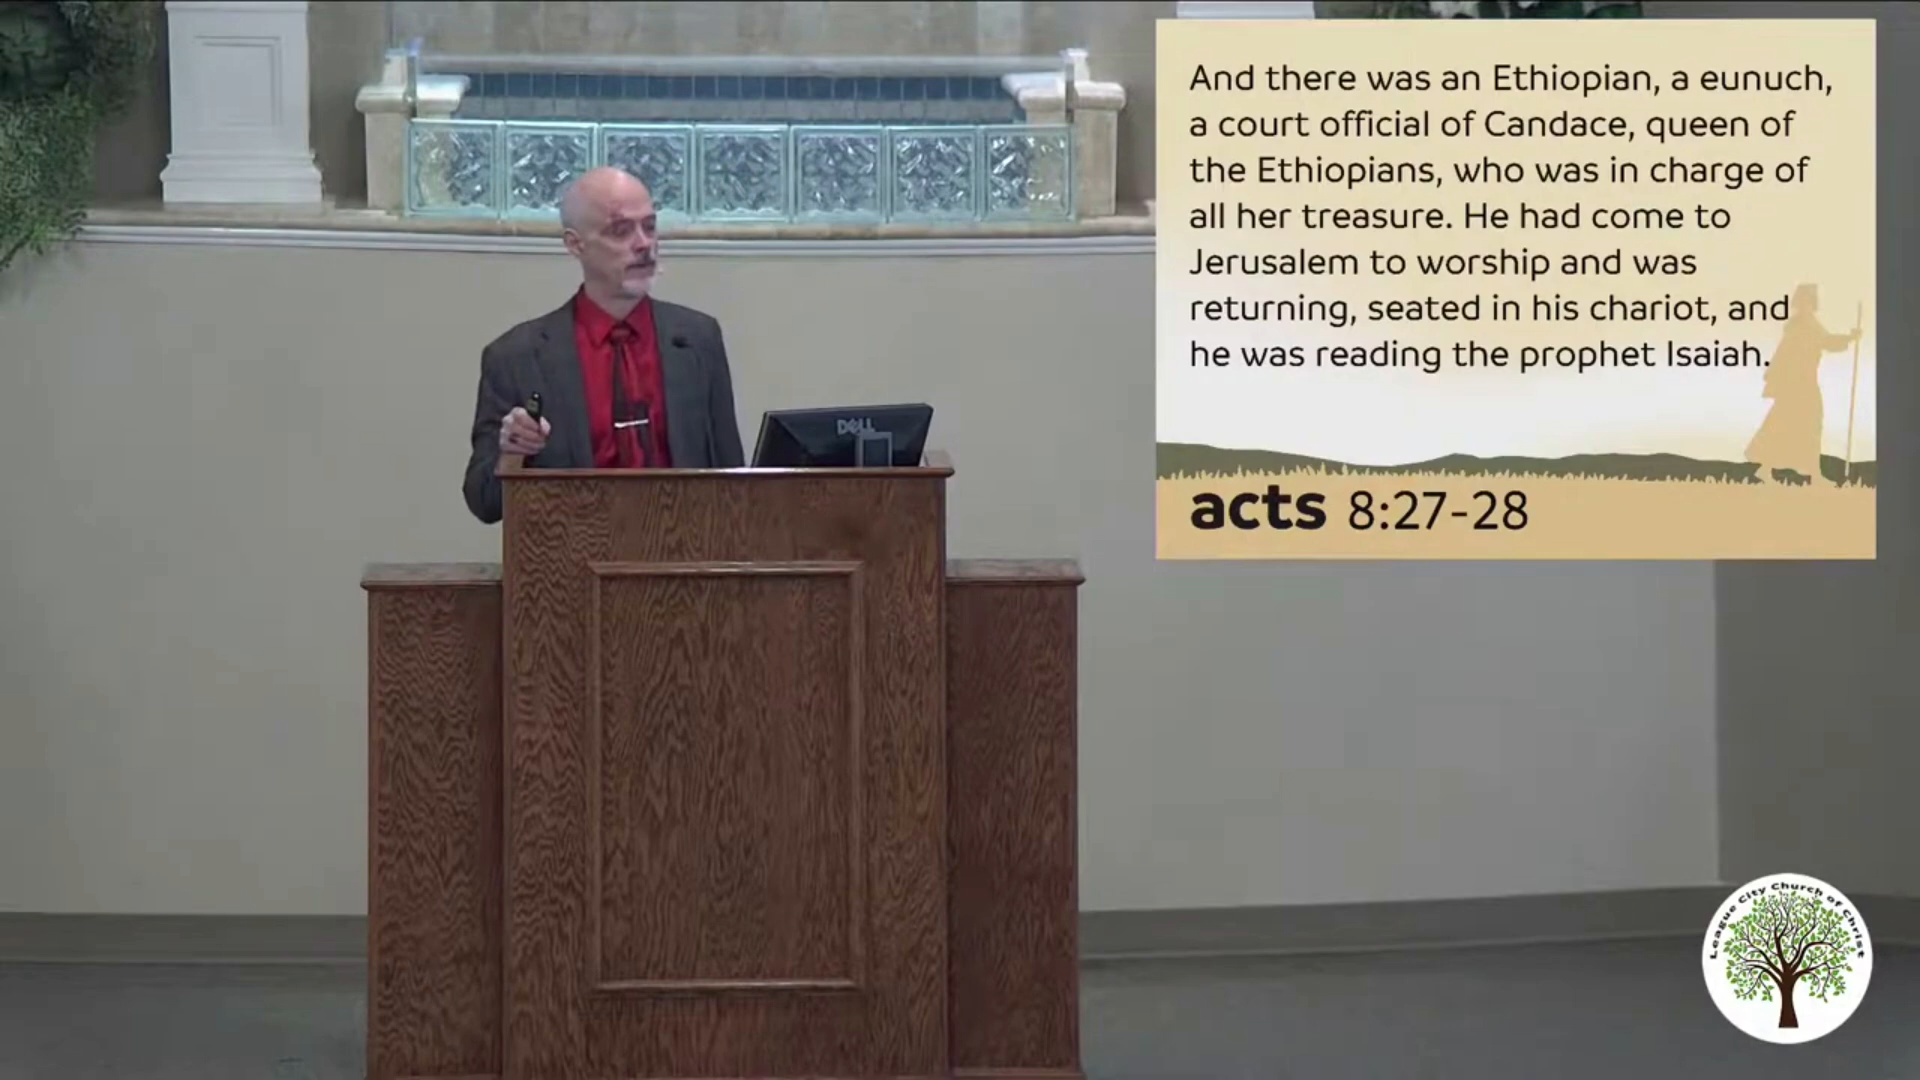 And there was an Ethiopian, a eunuch,
a court official of Candace, queen of
the Ethiopians, who was in charge of
all her treasure. He had come to
Jerusalem to worship and was
returning, seated in his chariot, and
he was reading the prophet Isaiah.
acts 8:27-28
DELL
League City Church of Christ